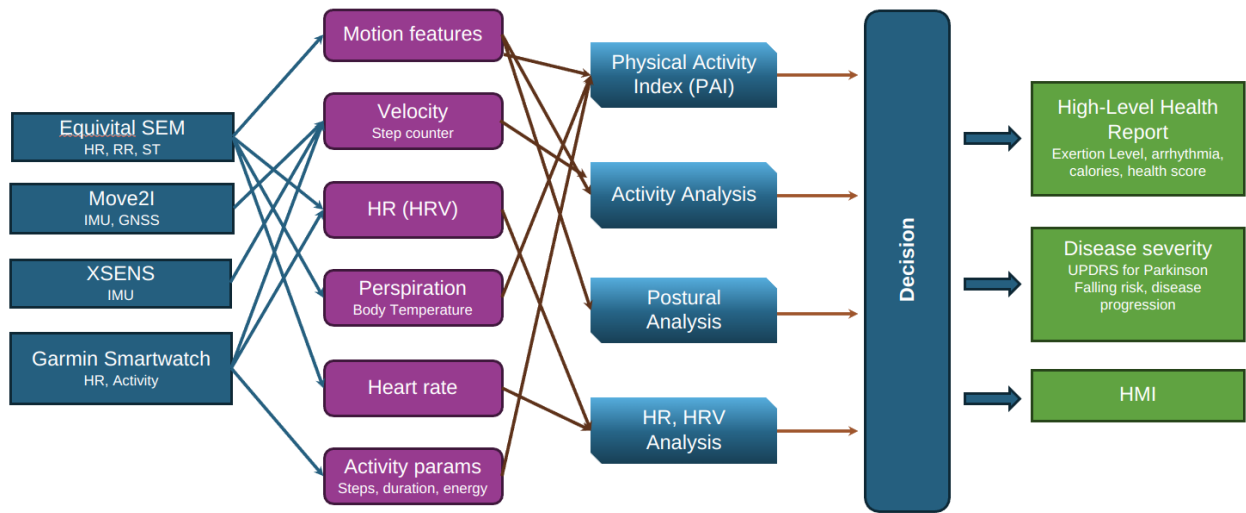 Equivital SEM
HR, RR, ST
Move2I
IMU, GNSS
XSENS
IMU
Garmin Smartwatch
HR, Activity
Motion features
Velocity
Step counter
HR (HRV)
Perspiration
Body Temperature
Heart rate
Activity params
Steps, duration, energy
Physical Activity
Index (PAI)
Activity Analysis
Postural
Analysis
HR, HRV
Analysis
Decision
High-Level Health
Report
Exertion Level, arrhythmia,
calories, health score
Disease severity
UPDRS for Parkinson
Falling risk, disease
progression
HMI